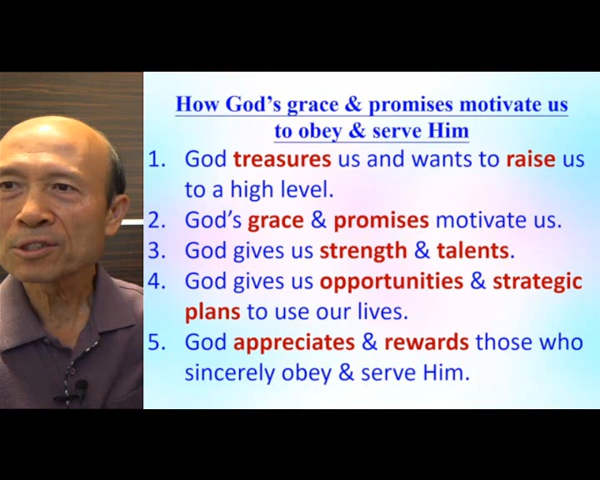 How God's grace & promises motivate us
to obey & serve Him
1. God treasures us and wants to raise us
to a high level.
2. God's grace & promises motivate us.
3. God gives us strength & talents.
4. God gives us opportunities & strategic
plans to use our lives.
5. God appreciates & rewards those who
sincerely obey & serve Him.